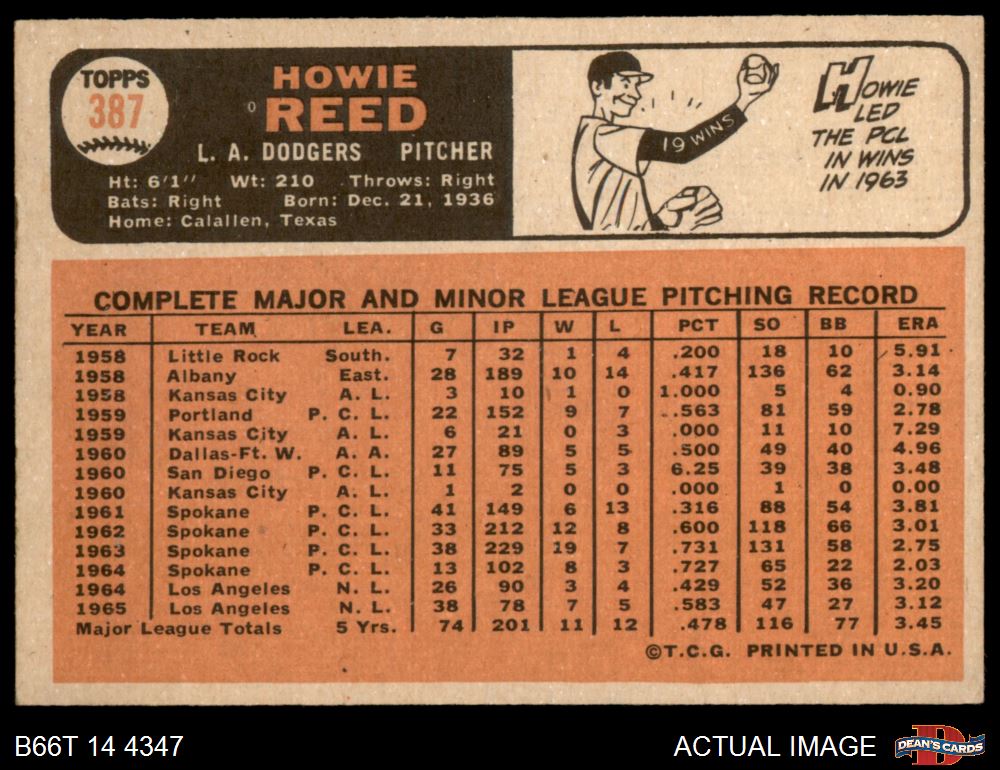 TOPPS
387
HOWIE
REED
L. A. DODGERS PITCHER
Ht: 6'1" Wt: 210 Throws: Right
Bats: Right Born: Dec. 21, 1936
Home: Calallen, Texas
19 WINS
HOWIE
LED
THE PCL
IN WINS
IN 1963
COMPLETE MAJOR AND MINOR LEAGUE PITCHING RECORD
YEAR TEAM LEA. G IP W L PCT SO BB ERA
1958 Little Rock South. 7 32 1 4 .200 18 10 5.91
1958 Albany East. 28 189 10 14 .417 136 62 3.14
1958 Kansas City A. L. 3 10 1 0 1.000 5 4 0.90
1959 Portland P. C. L. 22 152 9 7 .563 81 59 2.78
1959 Kansas City A. L. 6 21 0 3 .000 11 10 7.29
1960 Dallas-Ft. W. A. A. 27 89 5 5 .500 49 40 4.96
1960 San Diego P. C. L. 11 75 5 3 6.25 39 38 3.48
1960 Kansas City A. L. 1 2 0 0 .000 1 0 0.00
1961 Spokane P. C. L. 41 149 6 13 .316 88 54 3.81
1962 Spokane P. C. L. 33 212 12 8 .600 118 66 3.01
1963 Spokane P. C. L. 38 229 19 7 .731 131 58 2.75
1964 Spokane P. C. L. 13 102 8 3 .727 65 22 2.03
1964 Los Angeles N. L. 26 90 3 4 .429 52 36 3.20
1965 Los Angeles N. L. 38 78 7 5 .583 47 27 3.12
Major League Totals 5 Yrs. 74 201 11 12 .478 116 77 3.45
©T.C.G. PRINTED IN U.S.A.
B66T 14 4347
ACTUAL IMAGE
DEAN'S CARDS